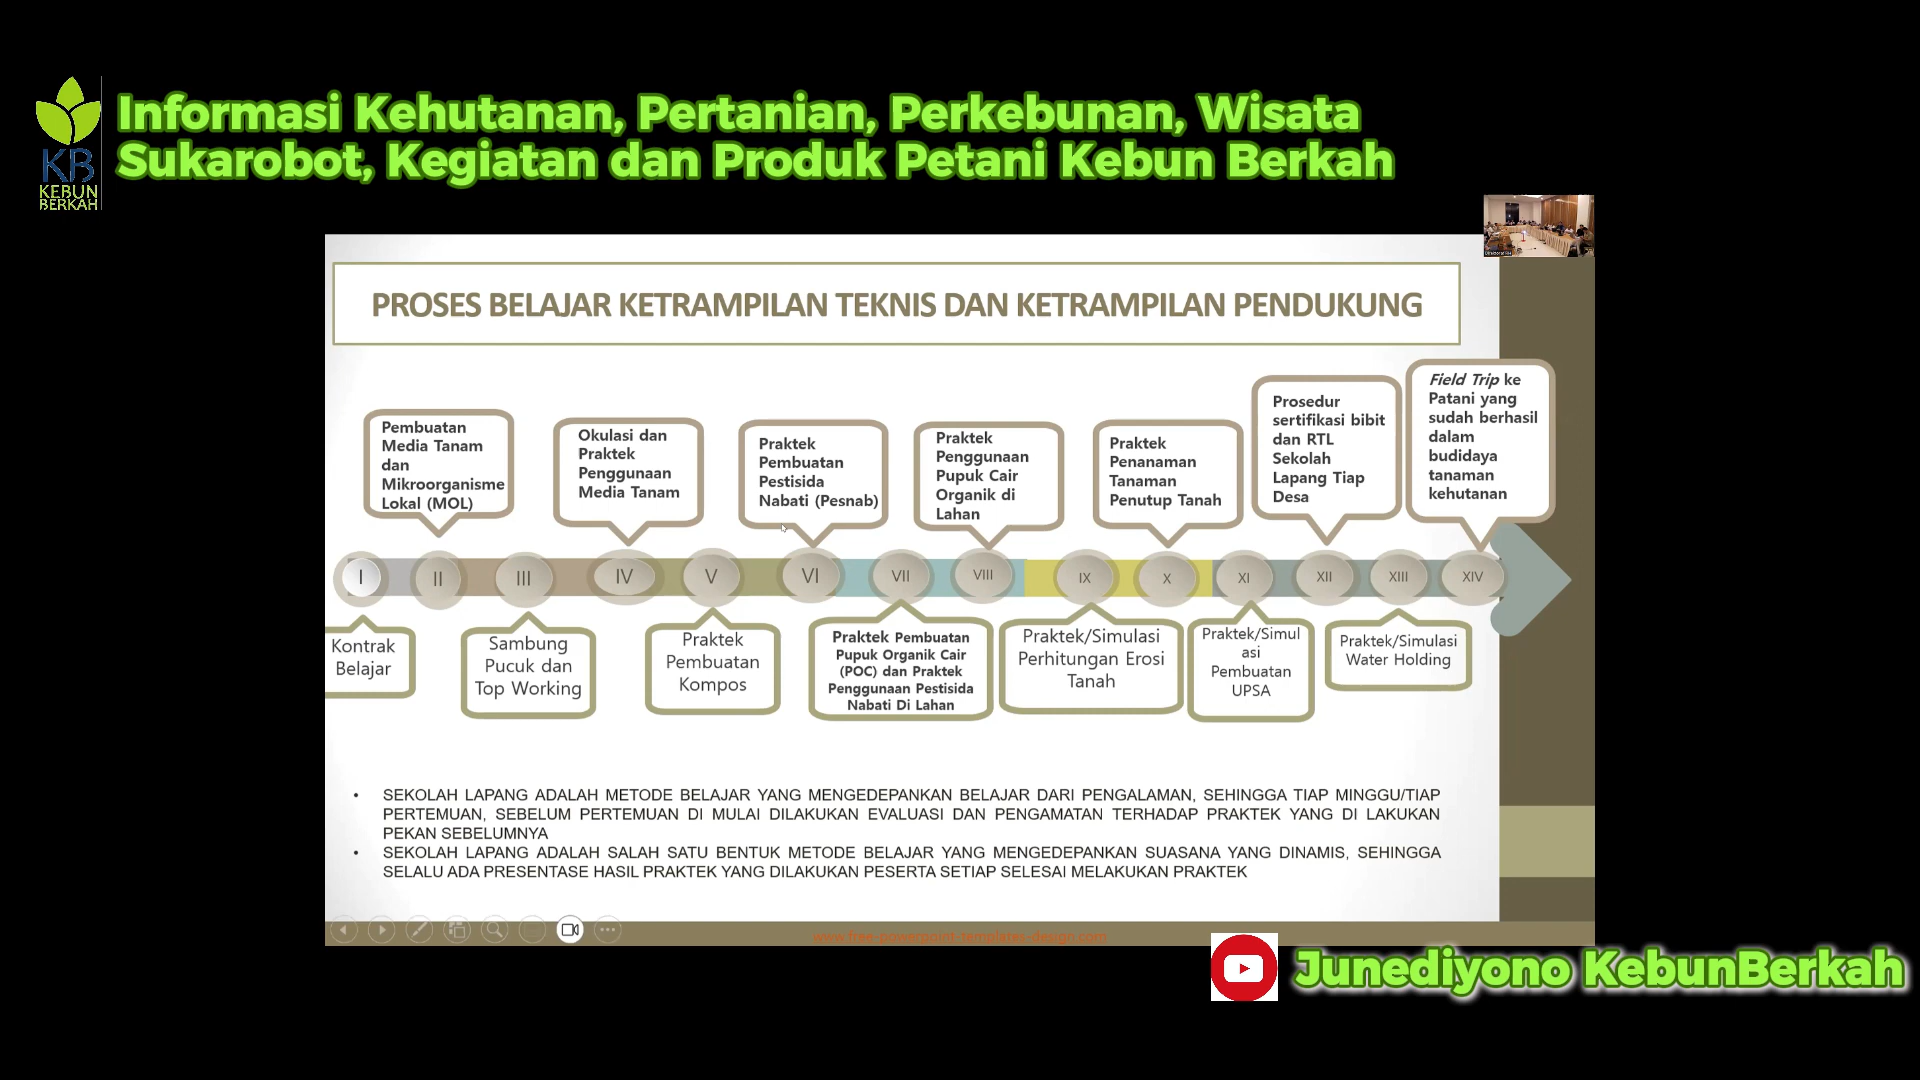 Informasi Kehutanan, Pertanian, Perkebunan, Wisata
Sukarobot, Kegiatan dan Produk Petani Kebun Berkah
KB
KEBUN
BERKAH
PROSES BELAJAR KETRAMPILAN TEKNIS DAN KETRAMPILAN PENDUKUNG
Pembuatan
Media Tanam
dan
Mikroorganisme
Lokal (MOL)
Okulasi dan
Praktek
Penggunaan
Media Tanam
Praktek
Pembuatan
Pestisida
Nabati (Pesnab)
Praktek
Penggunaan
Pupuk Cair
Organik di
Lahan
Praktek
Penanaman
Tanaman
Penutup Tanah
Prosedur
sertifikasi bibit
dan RTL
Sekolah
Lapang Tiap
Desa
Field Trip ke
Patani yang
sudah berhasil
dalam
budidaya
tanaman
kehutanan
I II III IV V VI VII VIII IX X XI XII XIII XIV
Kontrak
Belajar
Sambung
Pucuk dan
Top Working
Praktek
Pembuatan
Kompos
Praktek Pembuatan
Pupuk Organik Cair
(POC) dan Praktek
Penggunaan Pestisida
Nabati Di Lahan
Praktek/Simulasi
Perhitungan Erosi
Tanah
Praktek/Simul
asi
Pembuatan
UPSA
Praktek/Simulasi
Water Holding
• SEKOLAH LAPANG ADALAH METODE BELAJAR YANG MENGEDEPANKAN BELAJAR DARI PENGALAMAN, SEHINGGA TIAP MINGGU/TIAP
PERTEMUAN, SEBELUM PERTEMUAN DI MULAI DILAKUKAN EVALUASI DAN PENGAMATAN TERHADAP PRAKTEK YANG DI LAKUKAN
PEKAN SEBELUMNYA
• SEKOLAH LAPANG ADALAH SALAH SATU BENTUK METODE BELAJAR YANG MENGEDEPANKAN SUASANA YANG DINAMIS, SEHINGGA
SELALU ADA PRESENTASE HASIL PRAKTEK YANG DILAKUKAN PESERTA SETIAP SELESAI MELAKUKAN PRAKTEK
www.free-powerpoint-templates-design.com
Junediyono KebunBerkah